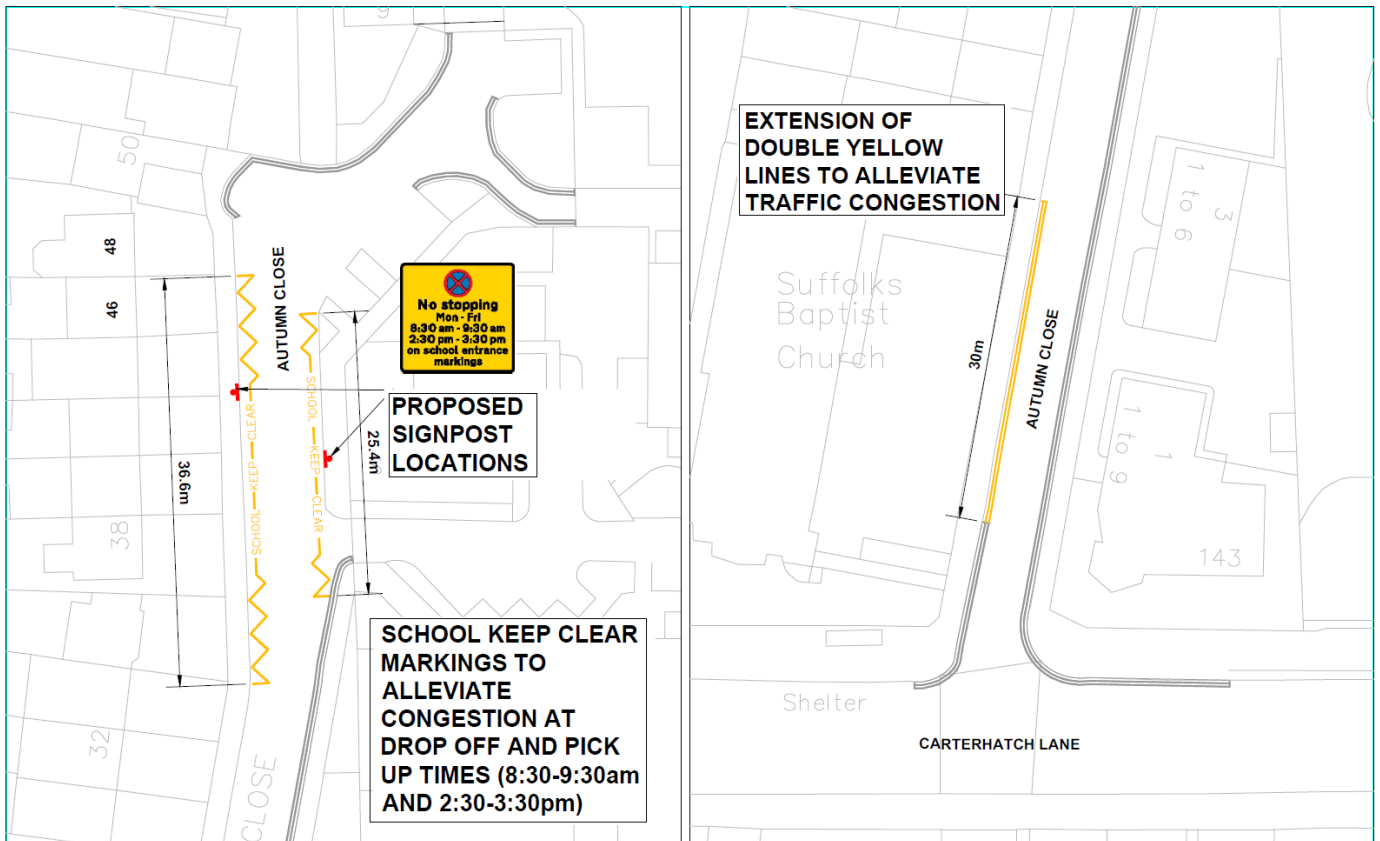 9
50
48
46
38
32
AUTUMN CLOSE
CLOSE
36.6m
25.4m
SCHOOL KEEP CLEAR
SCHOOL KEEP CLEAR
No stopping
Mon - Fri
8:30 am - 9:30 am
2:30 pm - 3:30 pm
on school entrance
markings
PROPOSED
SIGNPOST
LOCATIONS
SCHOOL KEEP CLEAR
MARKINGS TO
ALLEVIATE
CONGESTION AT
DROP OFF AND PICK
UP TIMES (8:30-9:30am
AND 2:30-3:30pm)
EXTENSION OF
DOUBLE YELLOW
LINES TO ALLEVIATE
TRAFFIC CONGESTION
Suffolks
Baptist
Church
30m
AUTUMN CLOSE
3
1 to 6
1
1 to 9
143
Shelter
CARTERHATCH LANE